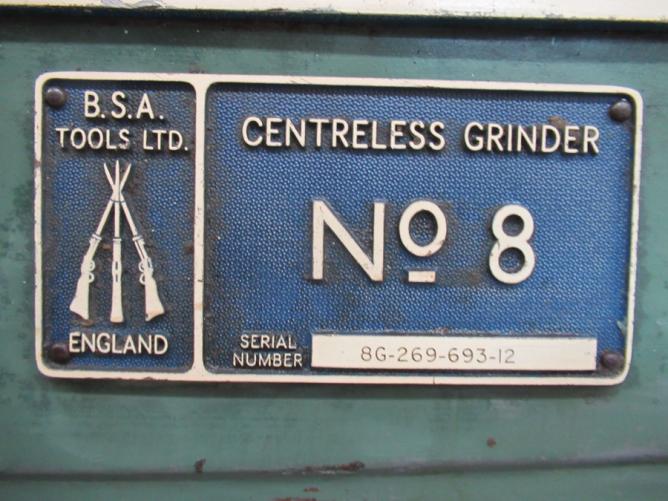 B.S.A.
TOOLS LTD.
ENGLAND
CENTRELESS GRINDER
No 8
SERIAL
NUMBER
8G-269-693-12